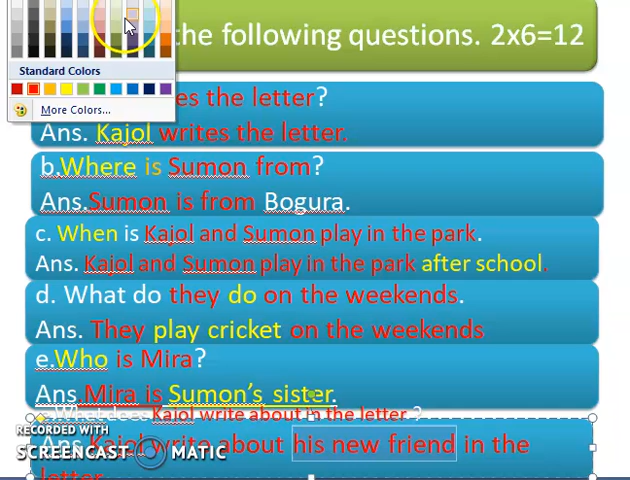 the following questions. 2x6=12
Standard Colors
More Colors...
es the letter?
Ans. Kajol writes the letter.
b.Where is Sumon from?
Ans.Sumon is from Bogura.
c. When is Kajol and Sumon play in the park.
Ans. Kajol and Sumon play in the park after school.
d. What do they do on the weekends.
Ans. They play cricket on the weekends
e.Who is Mira?
Ans.Mira is Sumon's sister.
What does Kajol write about in the letter ?
Ans.Kajol write about his new friend in the
letter
RECORDED WITH
SCREENCAST MATIC